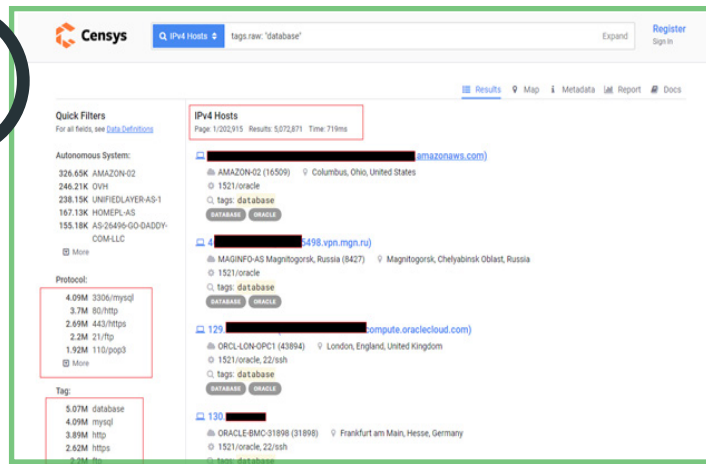 Censys
IPv4 Hosts
tags.raw: "database"
Expand
Register
Sign In
Results Map Metadata Report Docs
Quick Filters
For all fields, see Data Definitions
Autonomous System:
326.65K AMAZON-02
246.21K OVH
238.15K UNIFIEDLAYER-AS-1
167.13K HOMEPL-AS
155.18K AS-26496-GO-DADDY-
COM-LLC
More
Protocol:
4.09M 3306/mysql
3.7M 80/http
2.69M 443/https
2.2M 21/ftp
1.92M 110/pop3
More
Tag:
5.07M database
4.09M mysql
3.89M http
2.62M https
2.2M ftp
IPv4 Hosts
Page: 1/202,915 Results: 5,072,871 Time: 719ms
amazonaws.com)
AMAZON-02 (16509) Columbus, Ohio, United States
1521/oracle
tags: database
DATABASE ORACLE
5498.vpn.mgn.ru)
MAGINFO-AS Magnitogorsk, Russia (8427) Magnitogorsk, Chelyabinsk Oblast, Russia
1521/oracle
tags: database
DATABASE ORACLE
129. compute.oraclecloud.com)
ORCL-LON-OPC1 (43894) London, England, United Kingdom
1521/oracle, 22/ssh
tags: database
DATABASE ORACLE
130.
ORACLE-BMC-31898 (31898) Frankfurt am Main, Hesse, Germany
1521/oracle, 22/ssh
tags: database